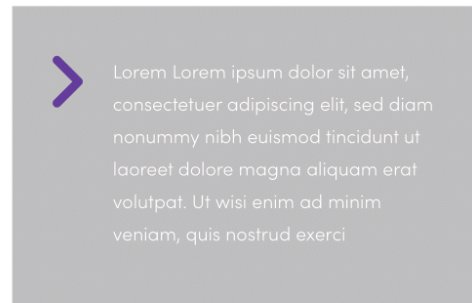 Lorem Lorem ipsum dolor sit amet,
consectetuer adipiscing elit, sed diam
nonummy nibh euismod tincidunt ut
laoreet dolore magna aliquam erat
volutpat. Ut wisi enim ad minim
veniam, quis nostrud exerci